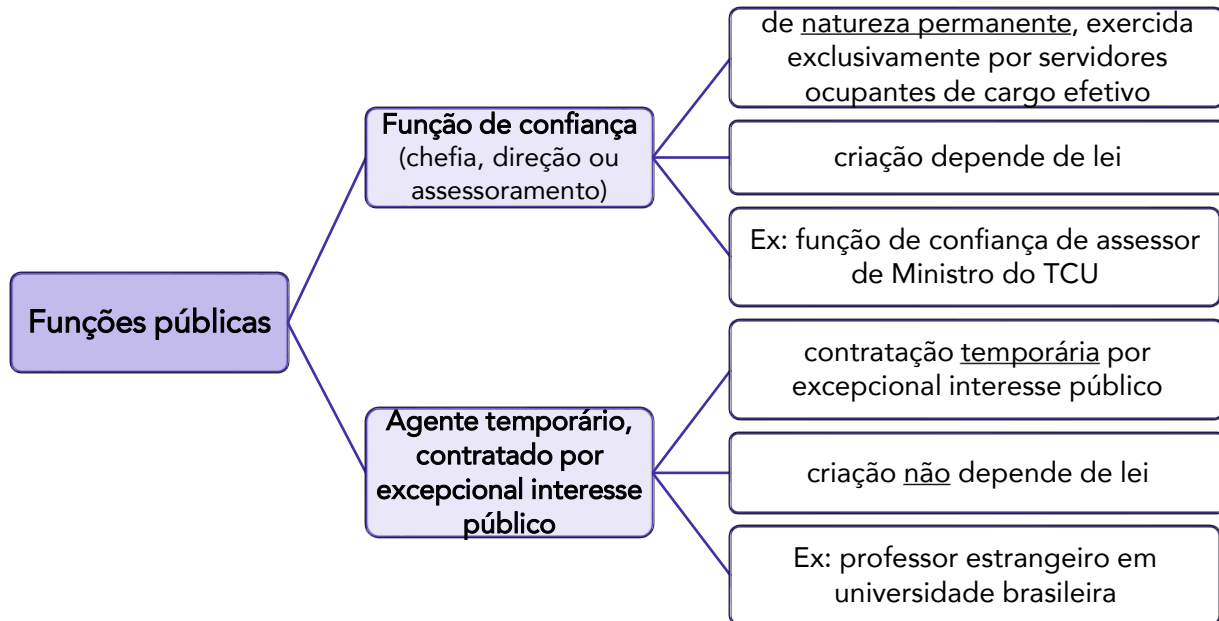 Funções públicas
Função de confiança
(chefia, direção ou
assessoramento)
de natureza permanente, exercida
exclusivamente por servidores
ocupantes de cargo efetivo
criação depende de lei
Ex: função de confiança de assessor
de Ministro do TCU
Agente temporário,
contratado por
excepcional interesse
público
contratação temporária por
excepcional interesse público
criação não depende de lei
Ex: professor estrangeiro em
universidade brasileira